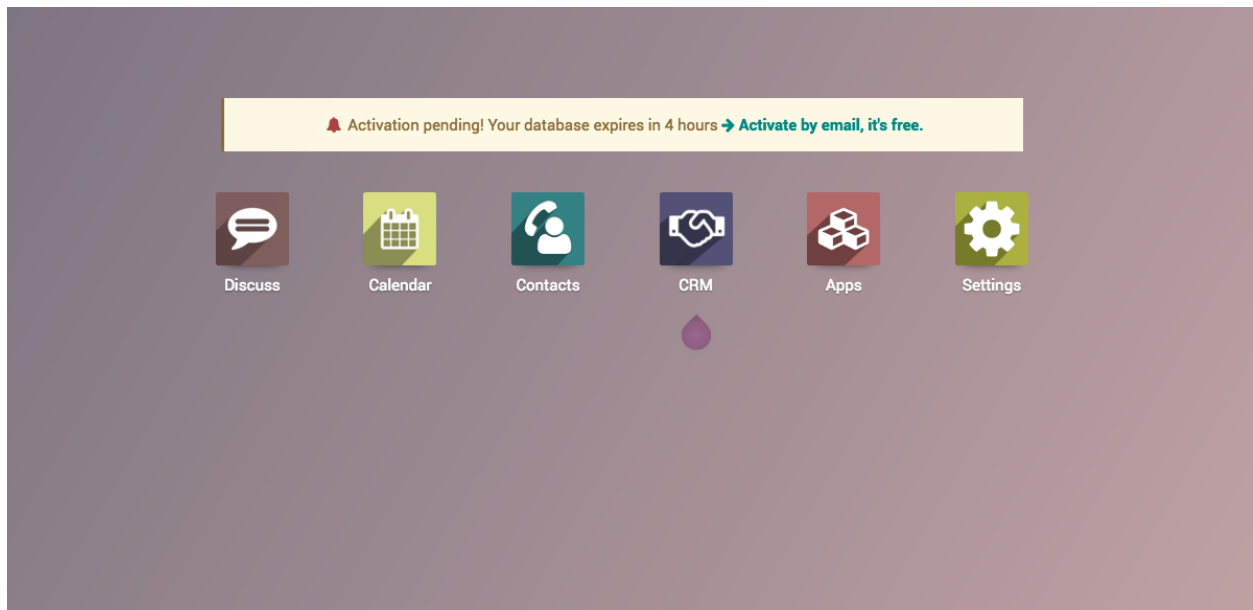 Activation pending! Your database expires in 4 hours → Activate by email, it's free.
Discuss
Calendar
Contacts
CRM
Apps
Settings